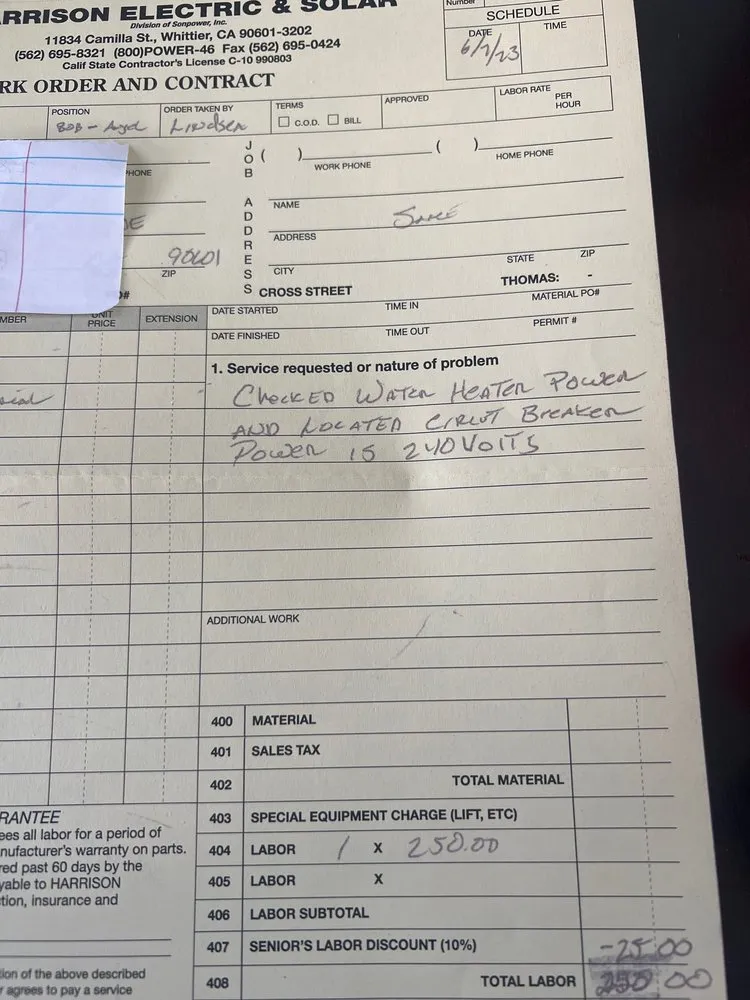 RRISON ELECTRIC & SOLAR
Division of Sonpower, Inc.
11834 Camilla St., Whittier, CA 90601-3202
(562) 695-8321 (800)POWER-46 Fax (562) 695-0424
Calif State Contractor's License C-10 990803
RK ORDER AND CONTRACT
Number
SCHEDULE
DATE TIME
6/7/23
POSITION ORDER TAKEN BY TERMS APPROVED LABOR RATE PER HOUR
BOB - Lindsen C.O.D. BILL
JOB ADDRESS
( ) WORK PHONE ( ) HOME PHONE
PHONE
NAME
Same
ADDRESS
90601
ZIP
CITY STATE ZIP
CROSS STREET THOMAS: -
MBER UNIT PRICE EXTENSION
DATE STARTED TIME IN MATERIAL PO#
DATE FINISHED TIME OUT PERMIT #
1. Service requested or nature of problem
Checked Water Heater Power
and Located Circut Breaker
Power is 240 Volts
ADDITIONAL WORK
400 MATERIAL
401 SALES TAX
402 TOTAL MATERIAL
403 SPECIAL EQUIPMENT CHARGE (LIFT, ETC)
404 LABOR 1 X 250.00
405 LABOR X
406 LABOR SUBTOTAL
407 SENIOR'S LABOR DISCOUNT (10%) -25.00
408 TOTAL LABOR 00
RANTEE
ees all labor for a period of
nufacturer's warranty on parts.
red past 60 days by the
yable to HARRISON
ction, insurance and
tion of the above described
r agrees to pay a service